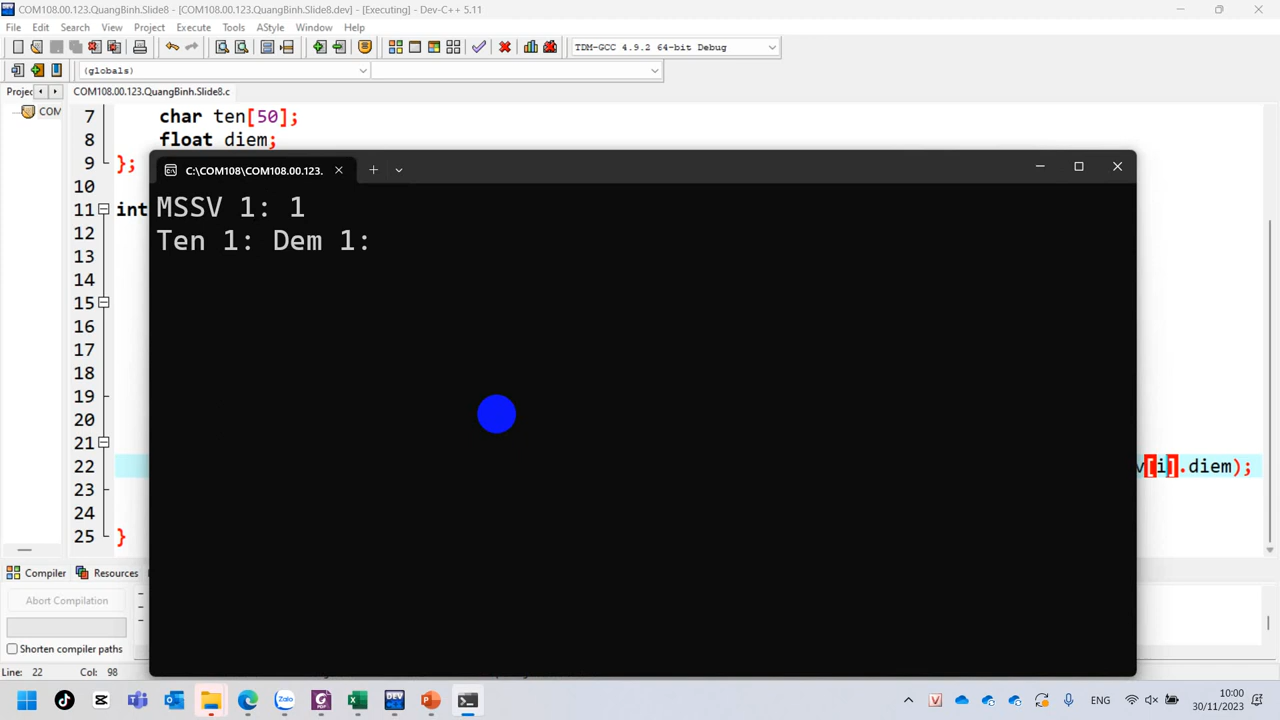 COM108.00.123.QuangBinh.Slide8 - [COM108.00.123.QuangBinh.Slide8.dev] - [Executing] - Dev-C++ 5.11
File Edit Search View Project Execute Tools AStyle Window Help
TDM-GCC 4.9.2 64-bit Debug
(globals)
Projec COM108.00.123.QuangBinh.Slide8.c
COM
7 char ten[50];
8 float diem;
9 };
10
11 int
12
13
14
15
16
17
18
19
20
21
22 v[i].diem);
23
24
25 }
C:\COM108\COM108.00.123.
MSSV 1: 1
Ten 1: Dem 1:
Compiler Resources
Abort Compilation
Shorten compiler paths
Line: 22 Col: 98
ENG
10:00
30/11/2023